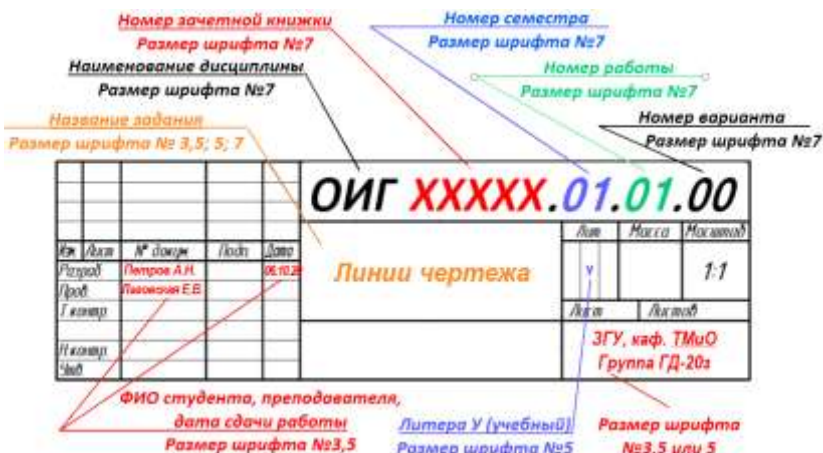 Номер зачетной книжки
Размер шрифта №7
Номер семестра
Размер шрифта №7
Наименование дисциплины
Размер шрифта №7
Номер работы
Размер шрифта №7
Название задания
Размер шрифта № 3,5; 5; 7
Номер варианта
Размер шрифта №7
ОИГ XXXXX.01.01.00
Лит Масса Масштаб
Изм Лист № докум Подп Дата
Разраб Петров А.Н. 06.10.20
Линии чертежа
у 1:1
Пров. Лаговская Е.В.
Т.контр. Лист Листов
Н.контр.
Утв.
ЗГУ, каф. ТМиО
Группа ГД-20з
ФИО студента, преподавателя,
дата сдачи работы
Размер шрифта №3,5
Литера У (учебный)
Размер шрифта №5
Размер шрифта
№3,5 или 5